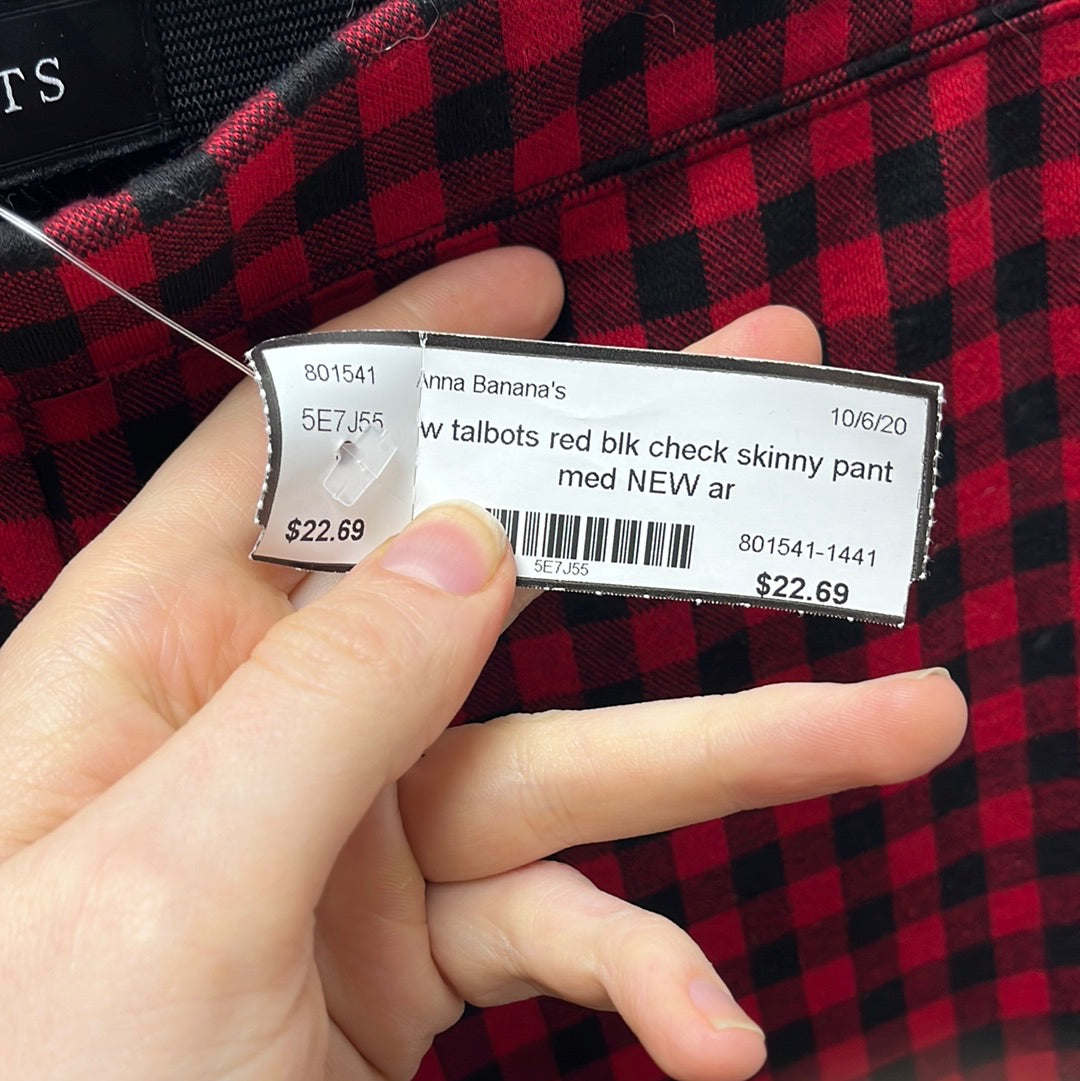 TS
801541
5E7J55
$22.69
Anna Banana's
10/6/20
w talbots red blk check skinny pant
med NEW ar
5E7J55
801541-1441
$22.69